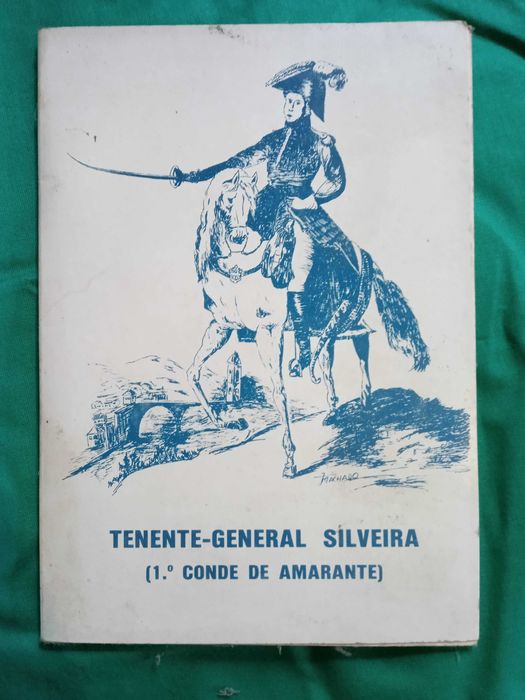 TENENTE-GENERAL SILVEIRA
(1.º CONDE DE AMARANTE)